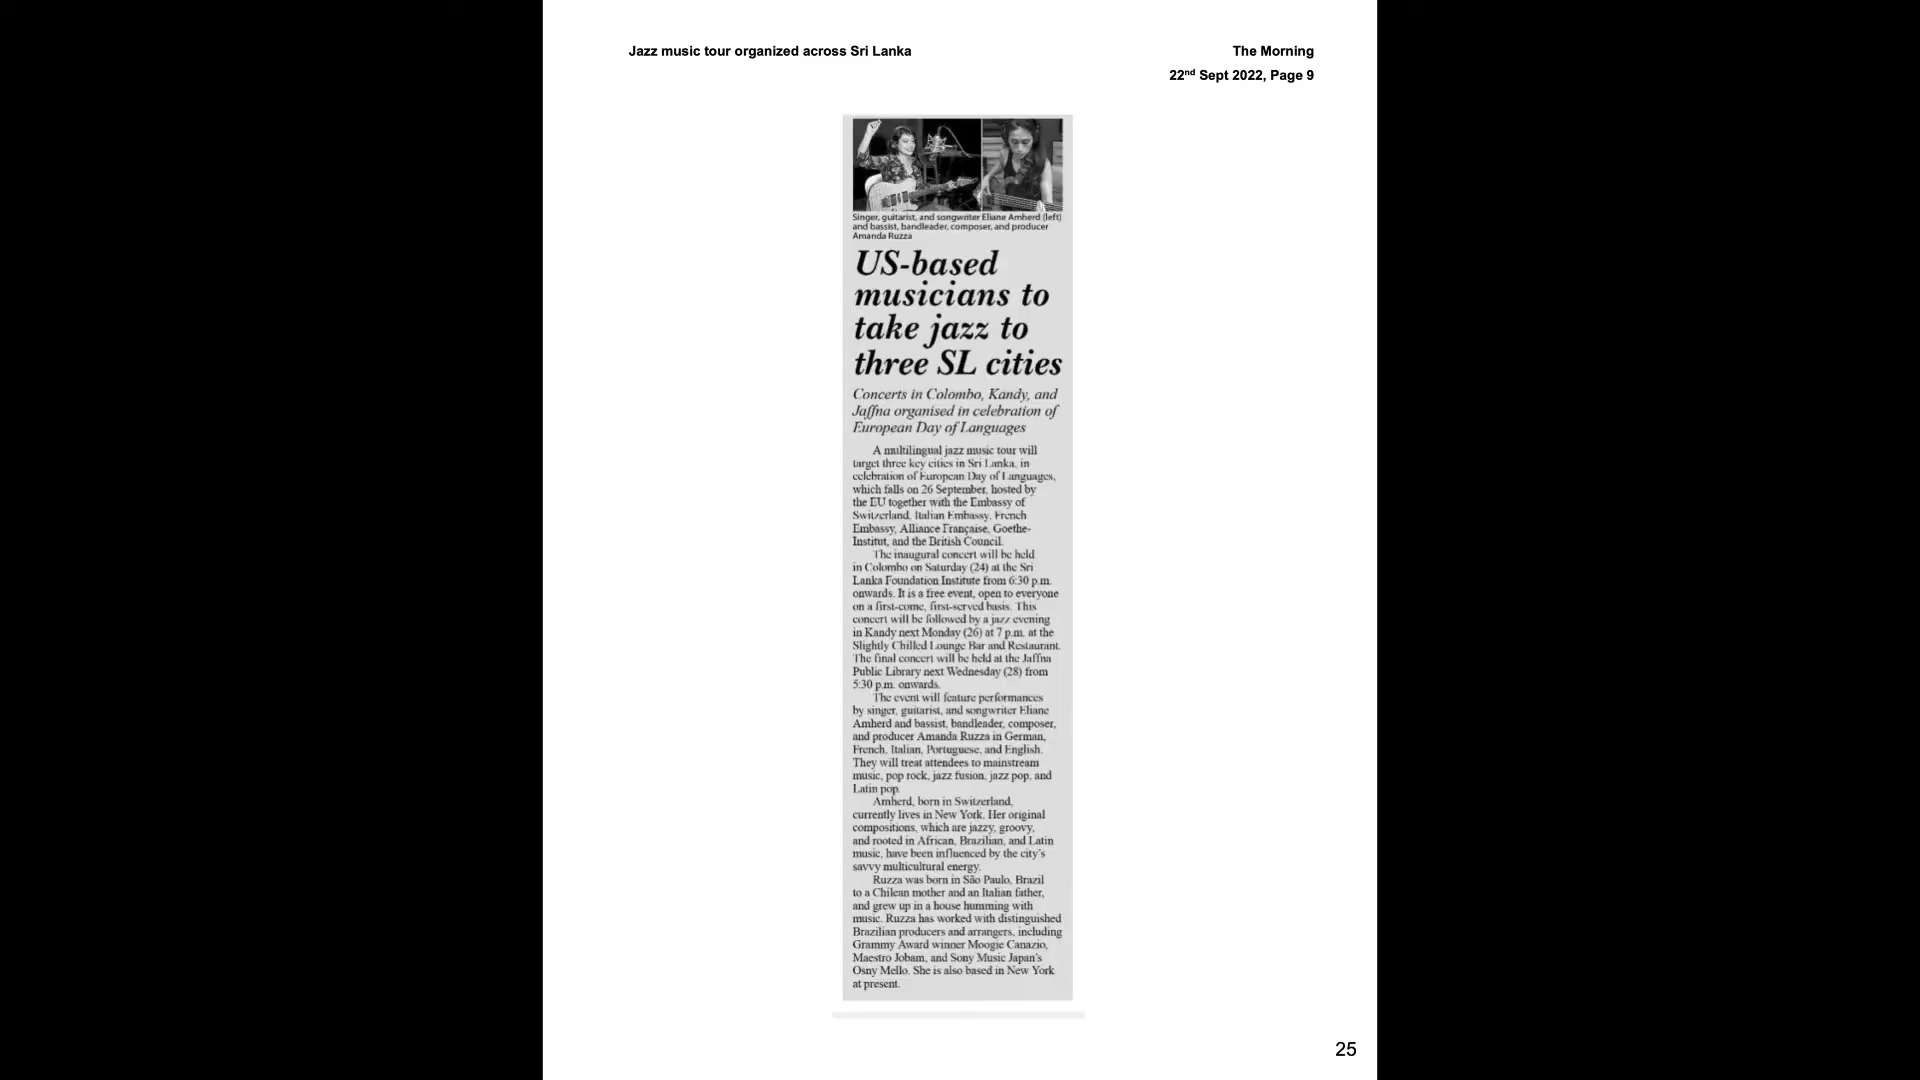 Jazz music tour organized across Sri Lanka
The Morning
22nd Sept 2022, Page 9
Singer, guitarist, and songwriter Eliane Amherd (left)
and bassist, bandleader, composer, and producer
Amanda Ruzza
US-based
musicians to
take jazz to
three SL cities
Concerts in Colombo, Kandy, and
Jaffna organised in celebration of
European Day of Languages
A multilingual jazz music tour will
target three key cities in Sri Lanka, in
celebration of European Day of Languages,
which falls on 26 September, hosted by
the EU together with the Embassy of
Switzerland, Italian Embassy, French
Embassy, Alliance Française, Goethe-
Institut, and the British Council.
The inaugural concert will be held
in Colombo on Saturday (24) at the Sri
Lanka Foundation Institute from 6:30 p.m.
onwards. It is a free event, open to everyone
on a first-come, first-served basis. This
concert will be followed by a jazz evening
in Kandy next Monday (26) at 7 p.m. at the
Slightly Chilled Lounge Bar and Restaurant.
The final concert will be held at the Jaffna
Public Library next Wednesday (28) from
5:30 p.m. onwards.
The event will feature performances
by singer, guitarist, and songwriter Eliane
Amherd and bassist, bandleader, composer,
and producer Amanda Ruzza in German,
French, Italian, Portuguese, and English.
They will treat attendees to mainstream
music, pop rock, jazz fusion, jazz pop, and
Latin pop.
Amherd, born in Switzerland,
currently lives in New York. Her original
compositions, which are jazzy, groovy,
and rooted in African, Brazilian, and Latin
music, have been influenced by the city's
savvy multicultural energy.
Ruzza was born in São Paulo, Brazil
to a Chilean mother and an Italian father,
and grew up in a house humming with
music. Ruzza has worked with distinguished
Brazilian producers and arrangers, including
Grammy Award winner Moogie Canazio,
Maestro Jobam, and Sony Music Japan's
Osny Mello. She is also based in New York
at present.
25